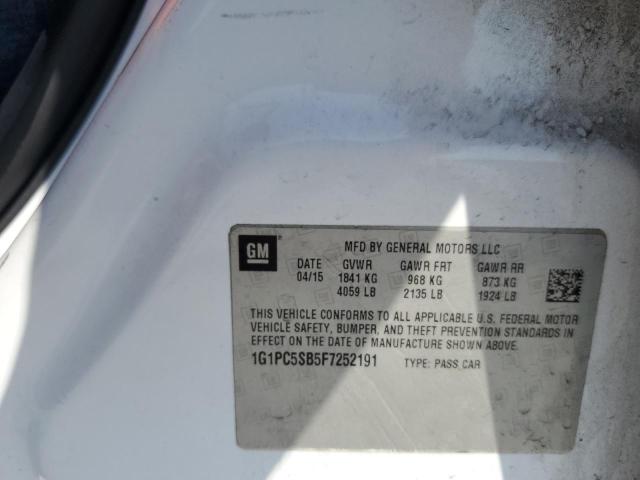 GM MFD BY GENERAL MOTORS LLC
DATE GVWR GAWR FRT GAWR RR
04/15 1841 KG 968 KG 873 KG
4059 LB 2135 LB 1924 LB
THIS VEHICLE CONFORMS TO ALL APPLICABLE U.S. FEDERAL MOTOR
VEHICLE SAFETY, BUMPER, AND THEFT PREVENTION STANDARDS IN
EFFECT ON THE DATE OF MANUFACTURE SHOWN ABOVE.
1G1PC5SB5F7252191 TYPE: PASS CAR